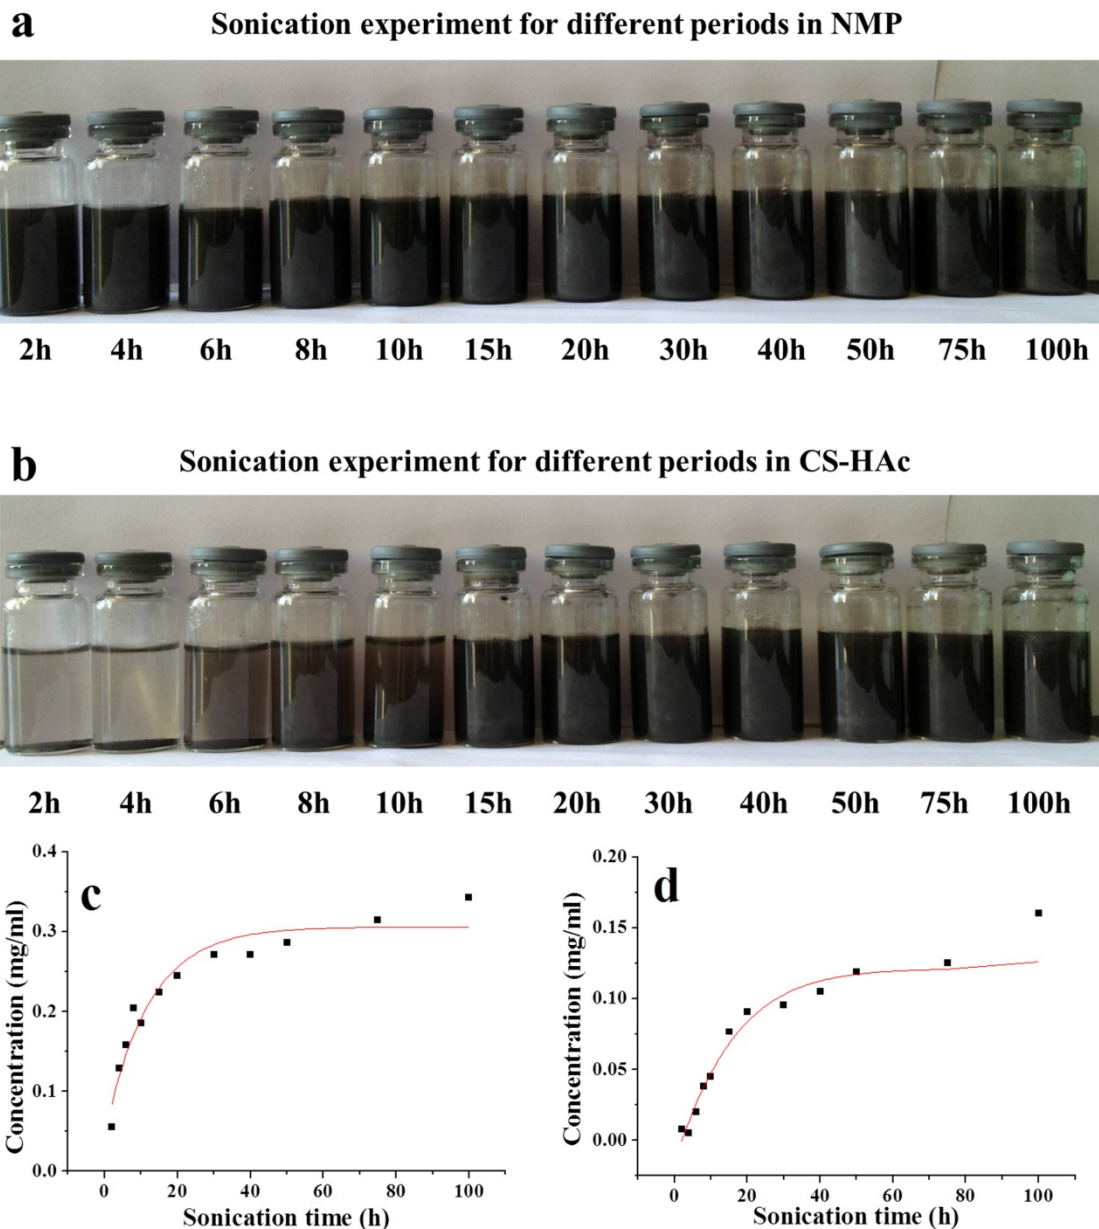 a
Sonication experiment for different periods in NMP
2h 4h 6h 8h 10h 15h 20h 30h 40h 50h 75h 100h
b
Sonication experiment for different periods in CS-HAc
2h 4h 6h 8h 10h 15h 20h 30h 40h 50h 75h 100h
c
Concentration (mg/ml)
0.4
0.3
0.2
0.1
0.0
0 20 40 60 80 100
Sonication time (h)
d
Concentration (mg/ml)
0.20
0.15
0.10
0.05
0.00
0 20 40 60 80 100
Sonication time (h)